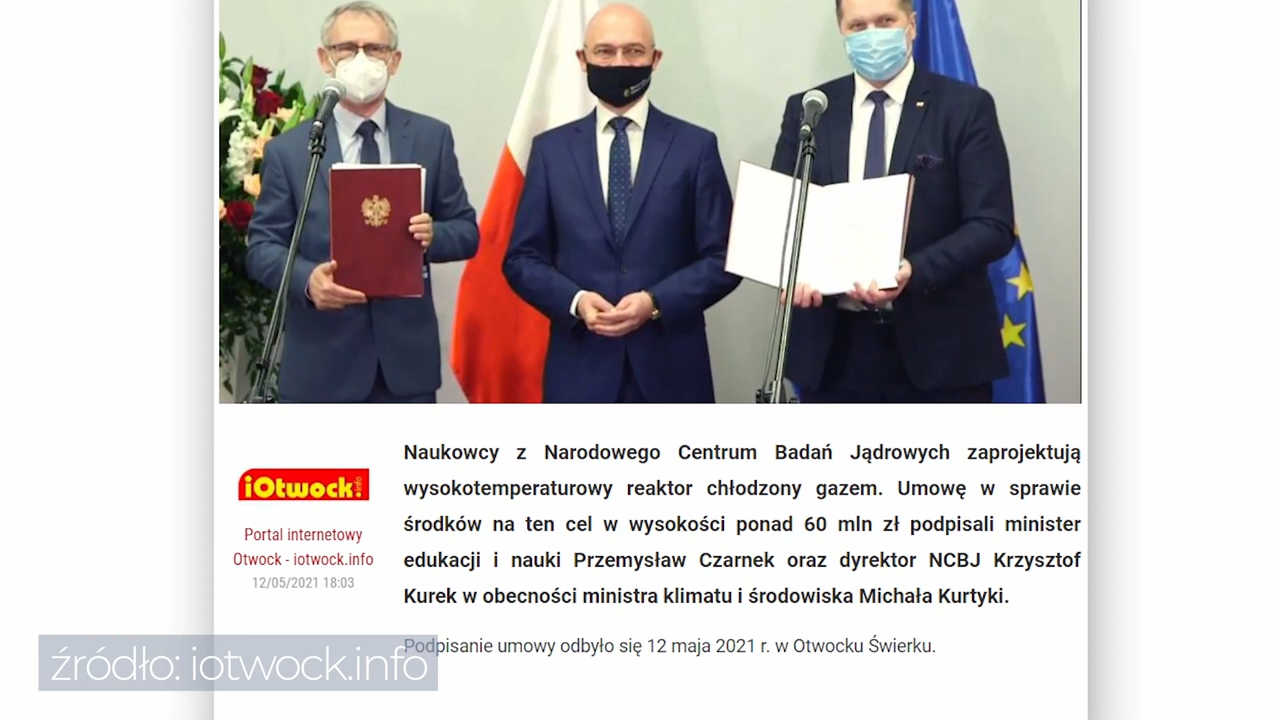 Naukowcy z Narodowego Centrum Badań Jądrowych zaprojektują
wysokotemperaturowy reaktor chłodzony gazem. Umowę w sprawie
środków na ten cel w wysokości ponad 60 mln zł podpisali minister
edukacji i nauki Przemysław Czarnek oraz dyrektor NCBJ Krzysztof
Kurek w obecności ministra klimatu i środowiska Michała Kurtyki.
Podpisanie umowy odbyło się 12 maja 2021 r. w Otwocku Świerku.
iOtwock.info
Portal internetowy
Otwock - iotwock.info
12/05/2021 18:03
źródło: iotwock.info